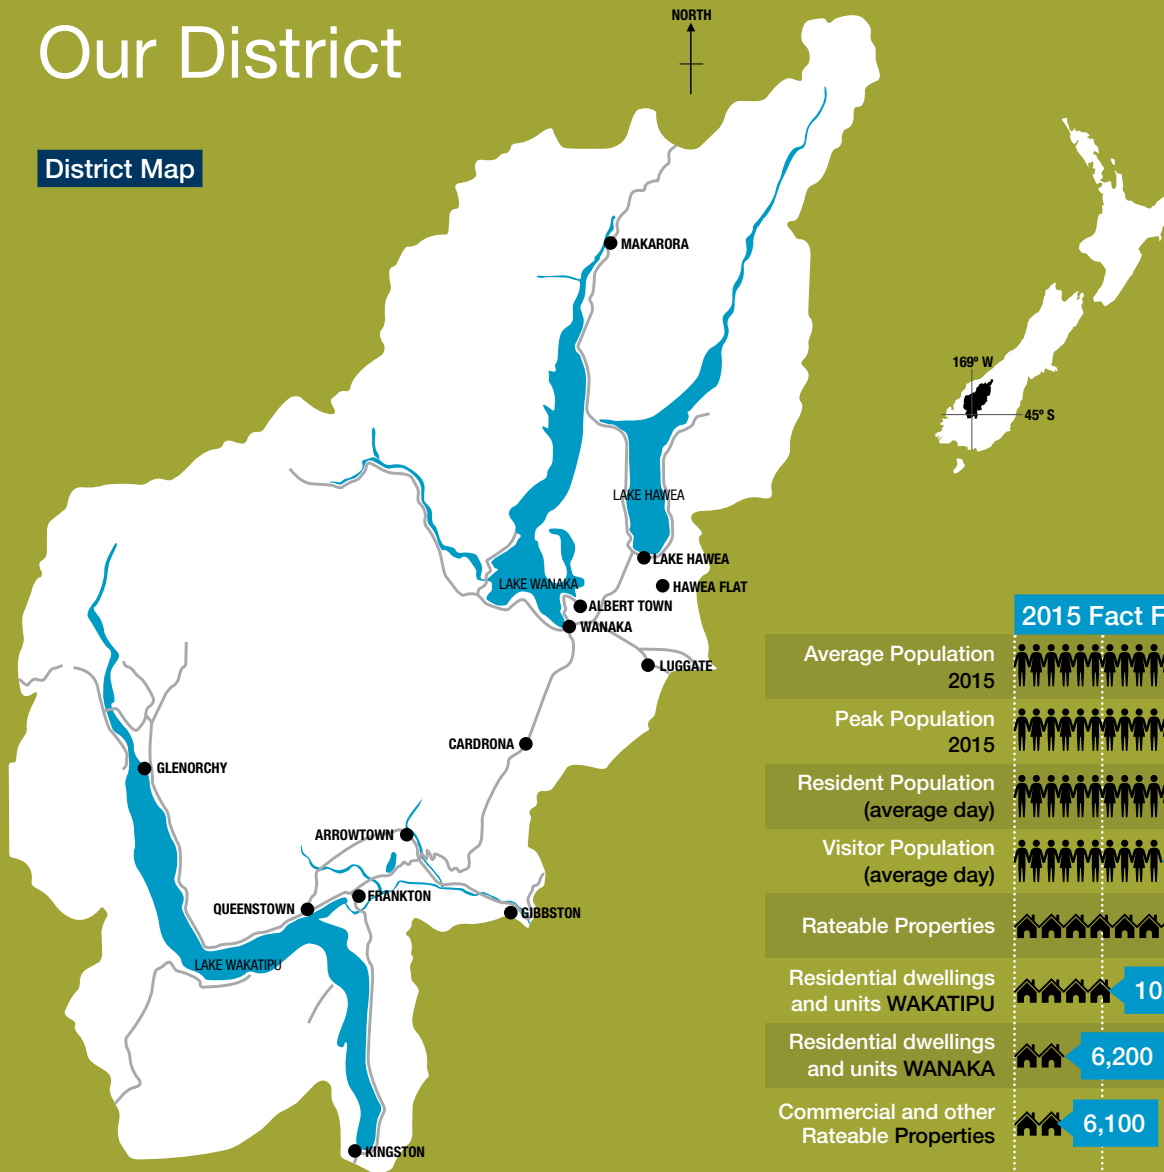 Our District
NORTH
District Map
MAKARORA
169º W
45º S
LAKE HAWEA
LAKE HAWEA
HAWEA FLAT
LAKE WANAKA
ALBERT TOWN
WANAKA
LUGGATE
CARDRONA
GLENORCHY
ARROWTOWN
FRANKTON
QUEENSTOWN
GIBBSTON
LAKE WAKATIPU
KINGSTON
2015 Fact F
Average Population
2015
Peak Population
2015
Resident Population
(average day)
Visitor Population
(average day)
Rateable Properties
Residential dwellings
and units WAKATIPU
10
Residential dwellings
and units WANAKA
6,200
Commercial and other
Rateable Properties
6,100